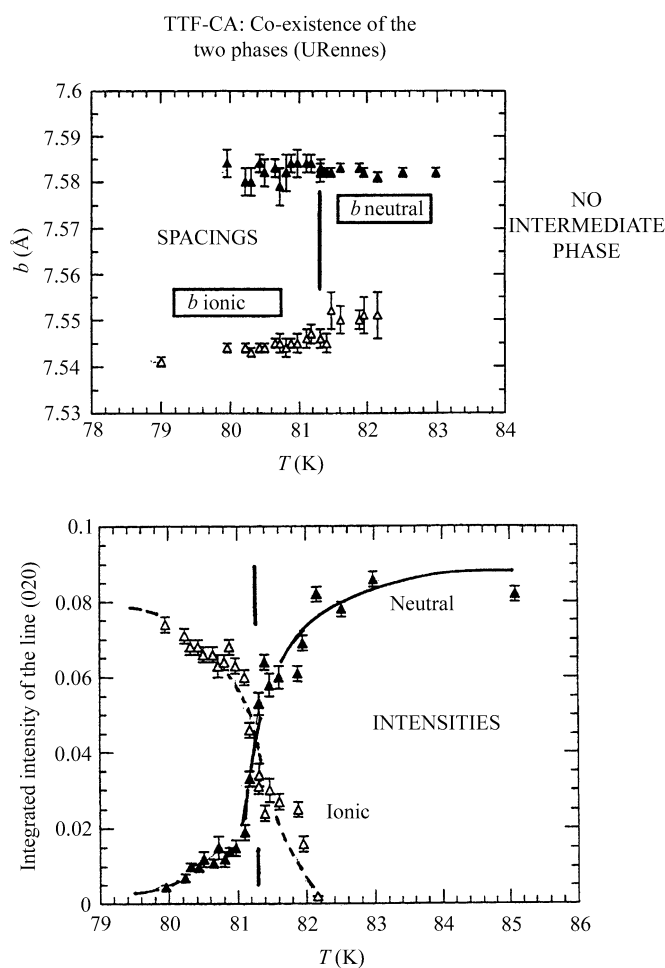 TTF-CA: Co-existence of the
two phases (URennes)
7.6
7.59
7.58
7.57
7.56
7.55
7.54
7.53
b (Å)
SPACINGS
b neutral
b ionic
NO
INTERMEDIATE
PHASE
78 79 80 81 82 83 84
T (K)
0.1
0.08
0.06
0.04
0.02
0
Integrated intensity of the line (020)
Neutral
INTENSITIES
Ionic
79 80 81 82 83 84 85 86
T (K)